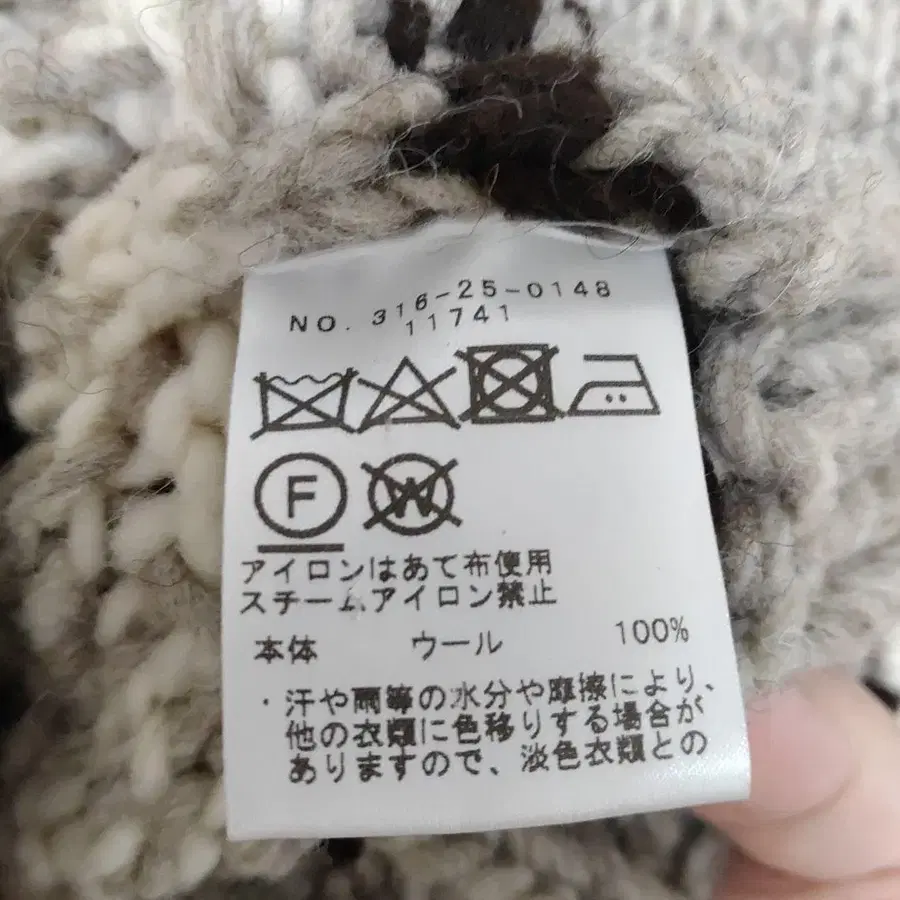 NO. 316-25-0148
11741
F
W
アイロンはあて布使用
スチームアイロン禁止
本体 ウール 100%
・汗や雨等の水分や摩擦により、
他の衣類に色移りする場合が
ありますので、淡色衣類との